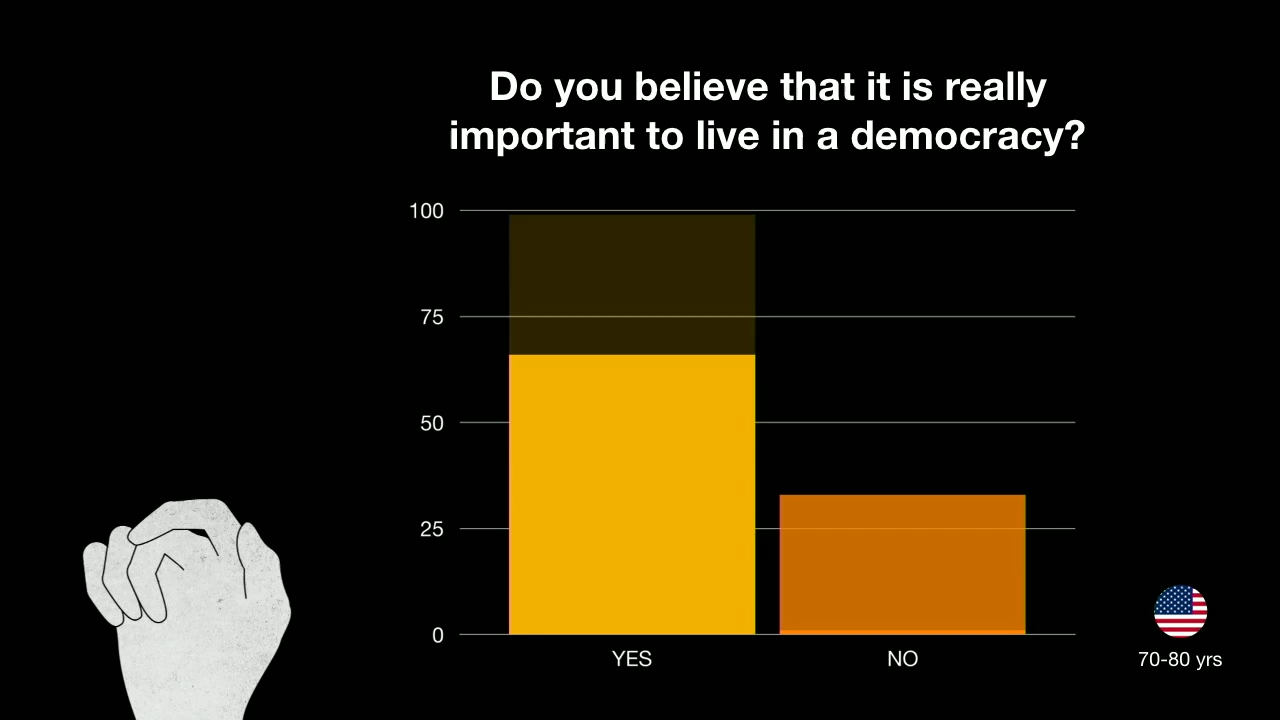 Do you believe that it is really
important to live in a democracy?
100
75
50
25
0
YES
NO
70-80 yrs